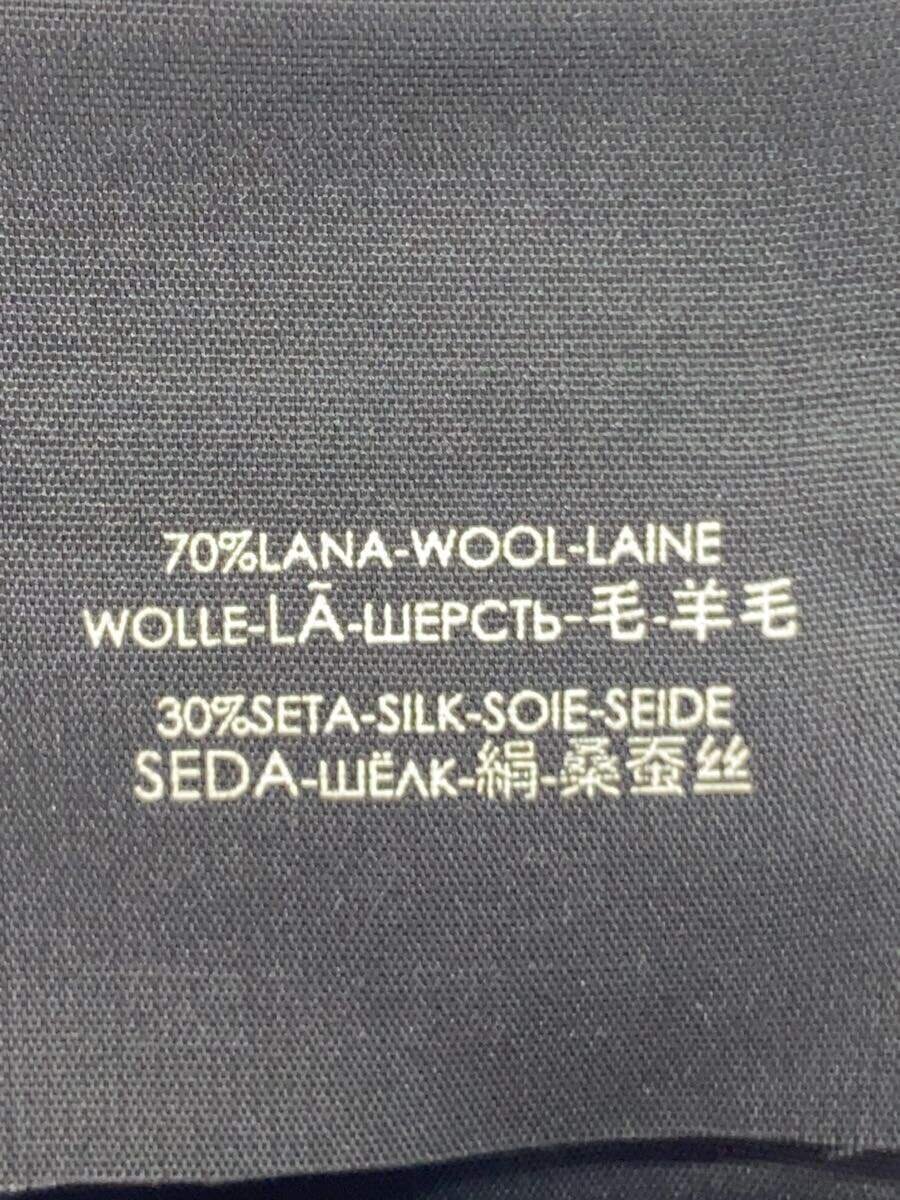 70%LANA-WOOL-LAINE
WOLLE-LÃ-ШЕРСТЬ-毛-羊毛
30%SETA-SILK-SOIE-SEIDE
SEDA-ШЁЛК-絹-桑蚕丝